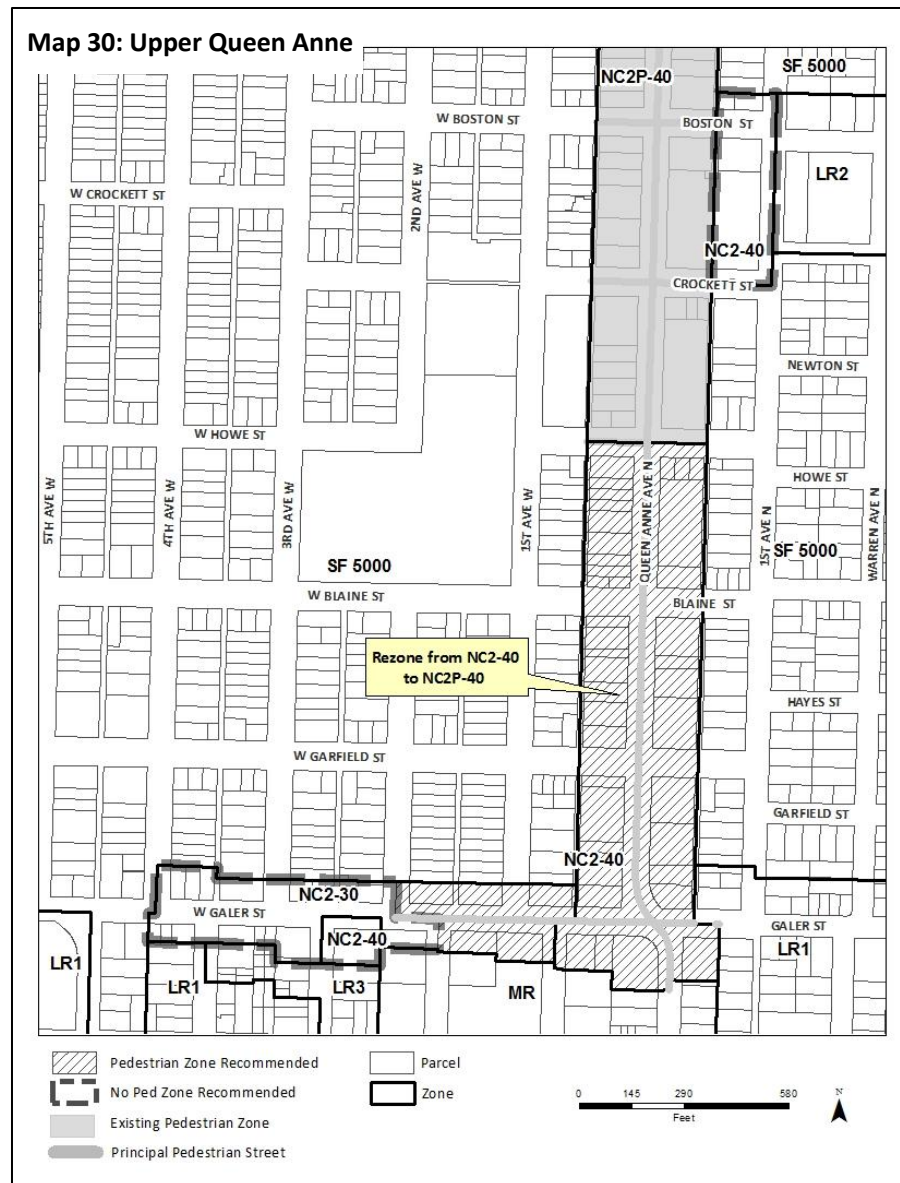 Map 30: Upper Queen Anne
NC2P-40
SF 5000
W BOSTON ST
BOSTON ST
W CROCKETT ST
2ND AVE W
LR2
NC2-40
CROCKETT ST
NEWTON ST
W HOWE ST
HOWE ST
5TH AVE W
4TH AVE W
3RD AVE W
1ST AVE W
QUEEN ANNE AVE N
1ST AVE N
WARREN AVE N
SF 5000
SF 5000
W BLAINE ST
BLAINE ST
Rezone from NC2-40
to NC2P-40
HAYES ST
W GARFIELD ST
GARFIELD ST
NC2-40
NC2-30
W GALER ST
GALER ST
NC2-40
LR1
LR1
LR1
LR3
MR
Pedestrian Zone Recommended
Parcel
No Ped Zone Recommended
Zone
Existing Pedestrian Zone
Principal Pedestrian Street
0 145 290 580
Feet
N